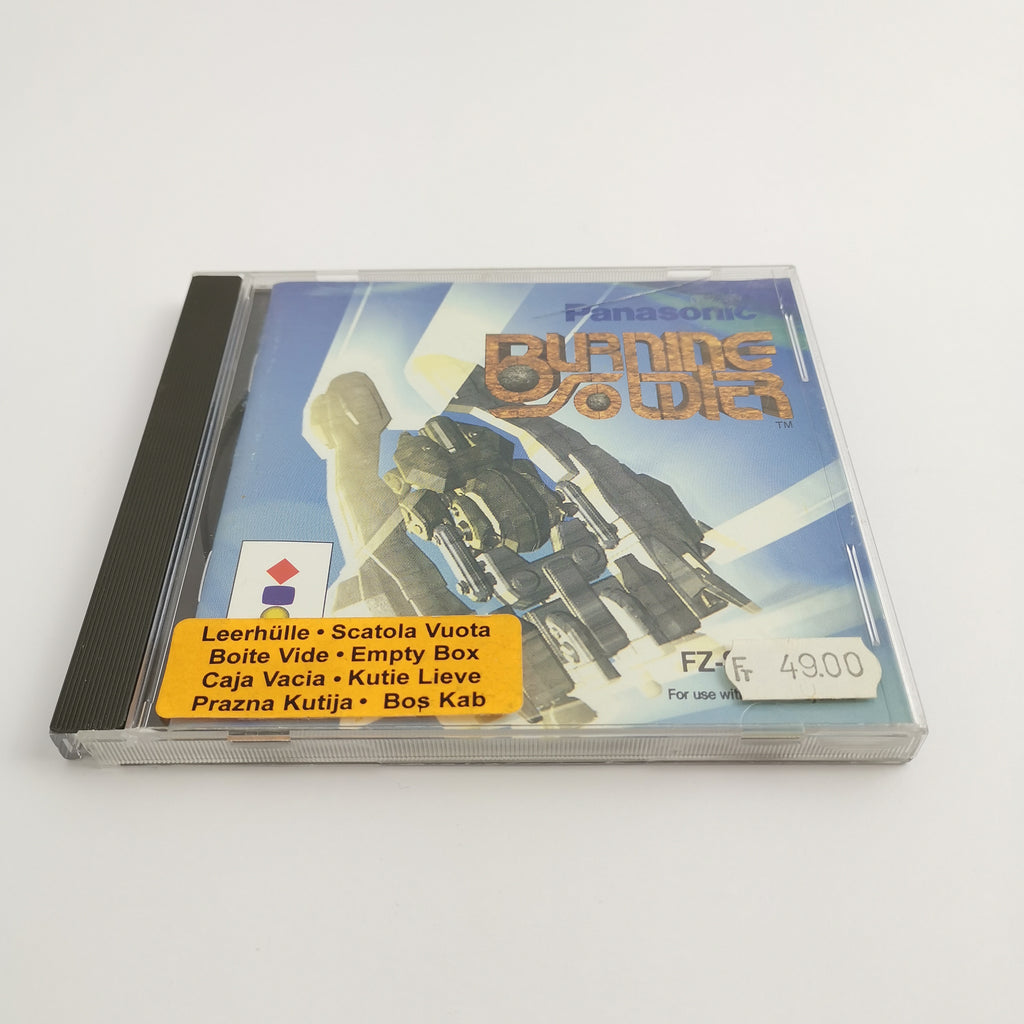 Panasonic
BURNING
SOLDIER
TM
Leerhülle • Scatola Vuota
Boite Vide • Empty Box
Caja Vacia • Kutie Lieve
Prazna Kutija • Boş Kab
FZ-
Fr 49.00
For use